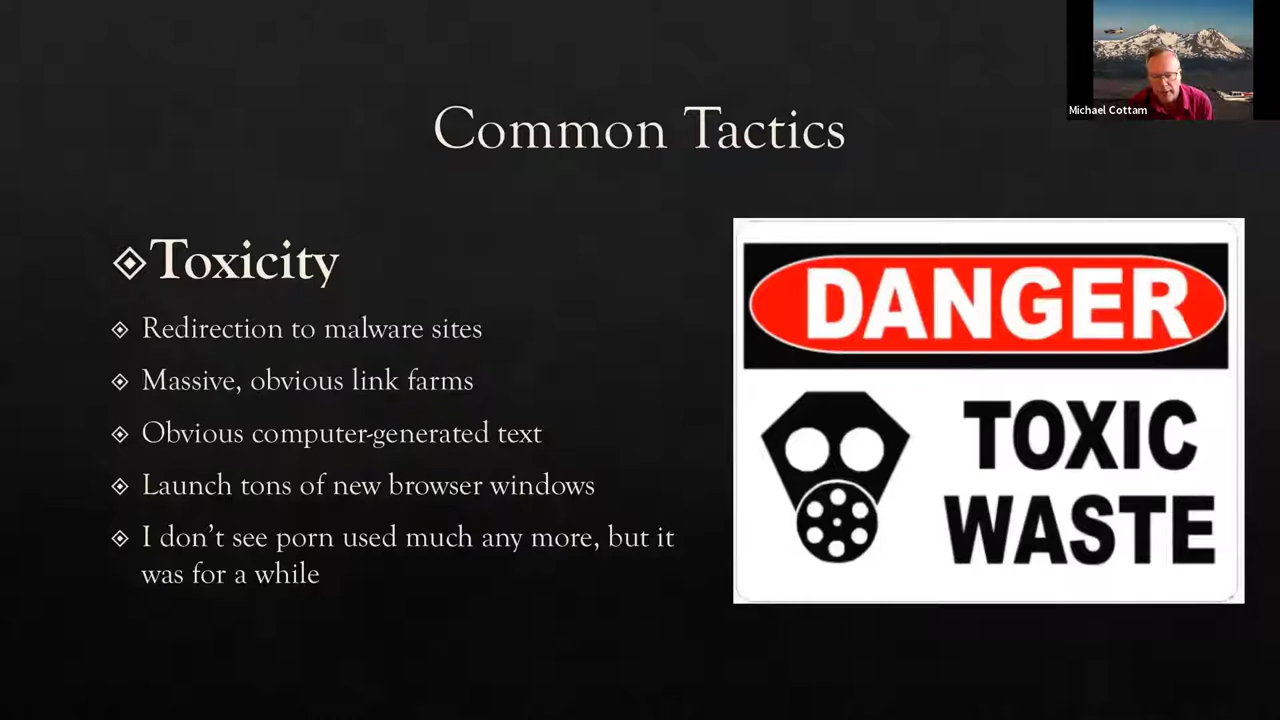 Michael Cottam
Common Tactics
Toxicity
Redirection to malware sites
Massive, obvious link farms
Obvious computer-generated text
Launch tons of new browser windows
I don’t see porn used much any more, but it
was for a while
DANGER
TOXIC
WASTE